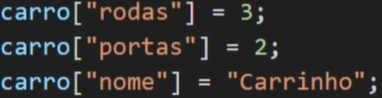 carro["rodas"] = 3;
carro["portas"] = 2;
carro["nome"] = "Carrinho";